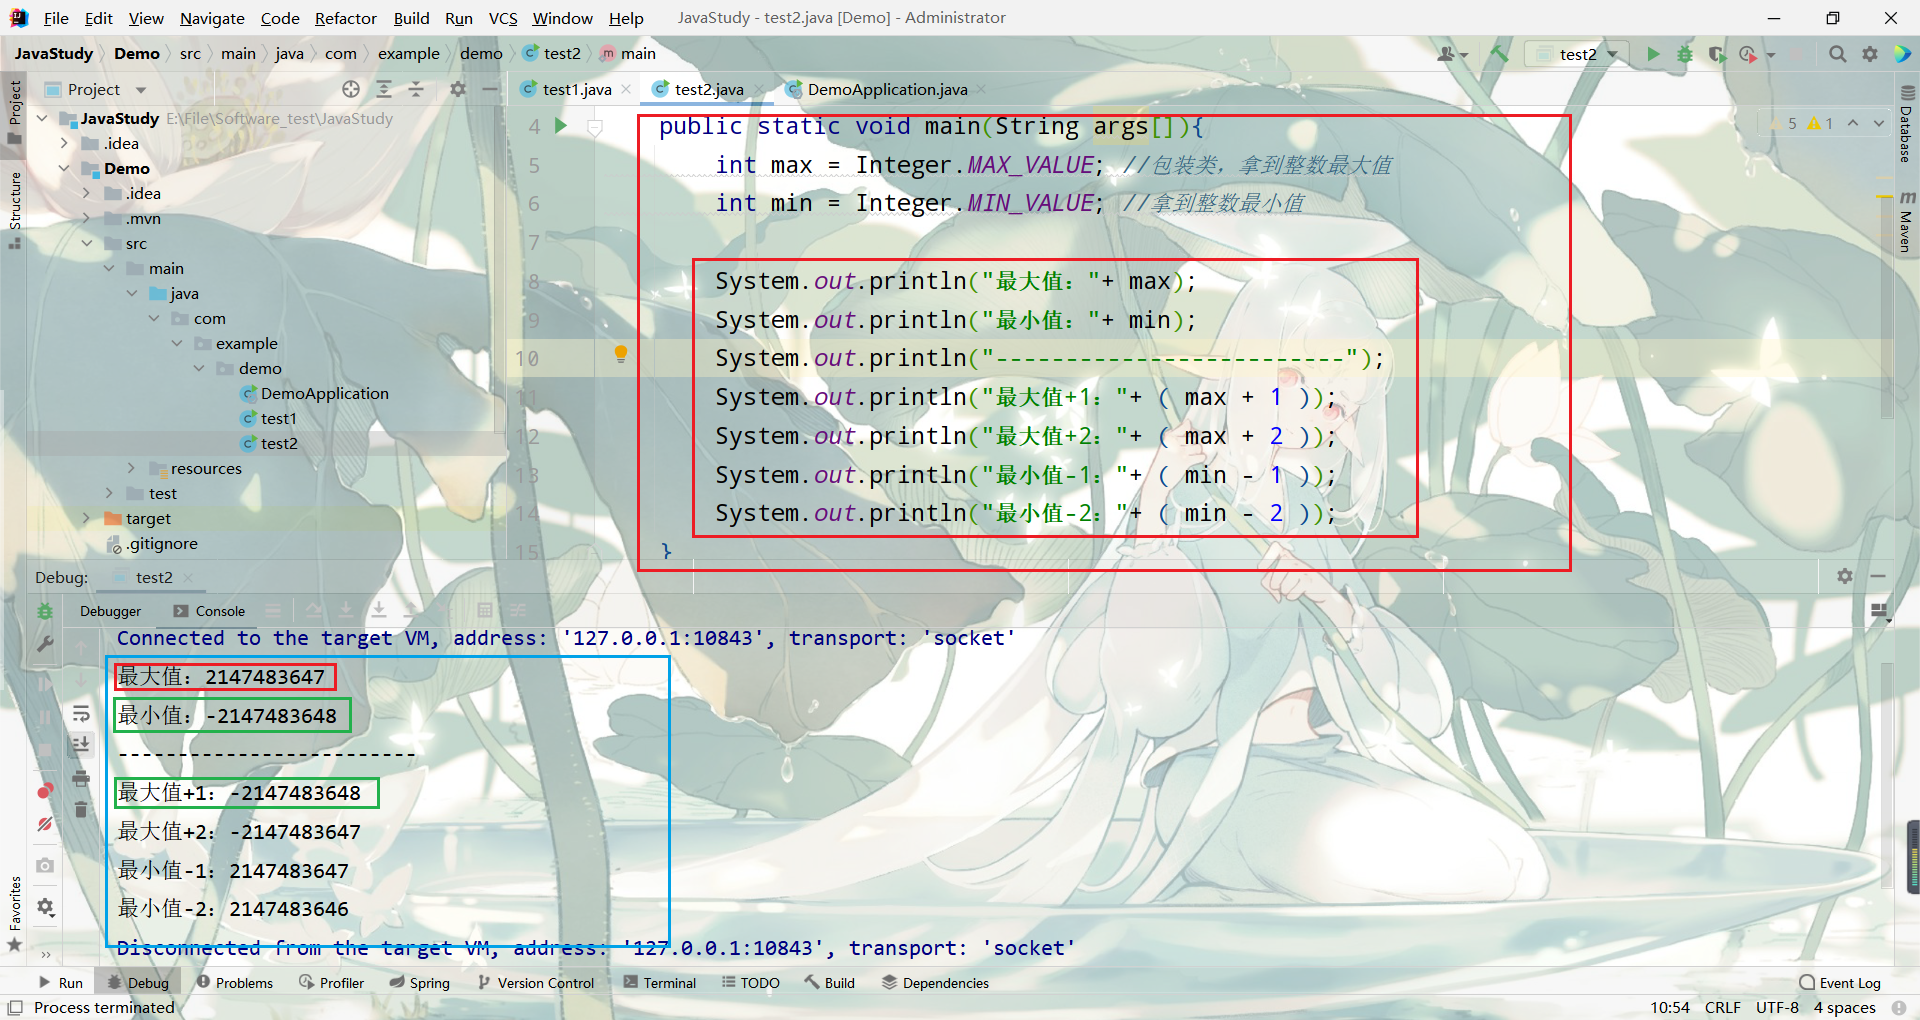 File Edit View Navigate Code Refactor Build Run VCS Window Help JavaStudy - test2.java [Demo] - Administrator
JavaStudy Demo src main java com example demo test2 main
test2
Project
test1.java test2.java DemoApplication.java
JavaStudy E:\File\Software_test\JavaStudy
.idea
Demo
.idea
.mvn
src
main
java
com
example
demo
DemoApplication
test1
test2
resources
test
target
.gitignore
Project
Structure
Favorites
Database
Maven
5 1
4 public static void main(String args[]){
5 int max = Integer.MAX_VALUE; //包装类，拿到整数最大值
6 int min = Integer.MIN_VALUE; //拿到整数最小值
7
8 System.out.println("最大值："+ max);
9 System.out.println("最小值："+ min);
10 System.out.println("-------------------------");
11 System.out.println("最大值+1："+ ( max + 1 ));
12 System.out.println("最大值+2："+ ( max + 2 ));
13 System.out.println("最小值-1："+ ( min - 1 ));
14 System.out.println("最小值-2："+ ( min - 2 ));
15 }
Debug: test2
Debugger Console
Connected to the target VM, address: '127.0.0.1:10843', transport: 'socket'
最大值：2147483647
最小值：-2147483648
-------------------------
最大值+1：-2147483648
最大值+2：-2147483647
最小值-1：2147483647
最小值-2：2147483646
Disconnected from the target VM, address: '127.0.0.1:10843', transport: 'socket'
Run Debug Problems Profiler Spring Version Control Terminal TODO Build Dependencies Event Log
Process terminated 10:54 CRLF UTF-8 4 spaces